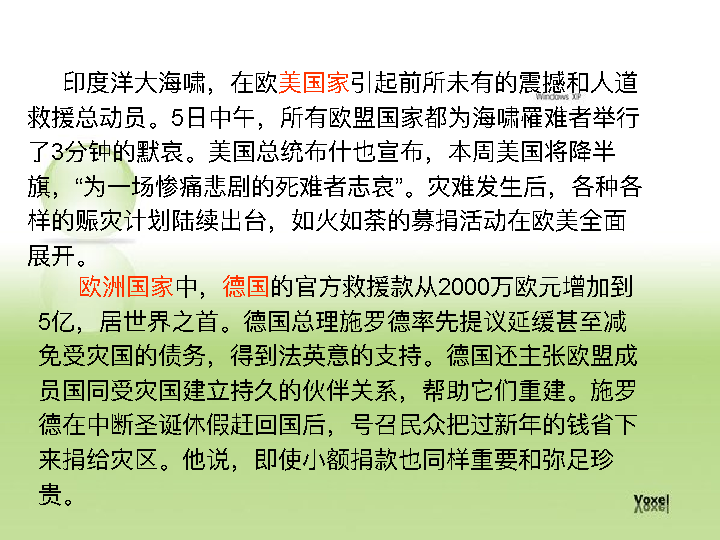 印度洋大海啸，在欧美国家引起前所未有的震撼和人道
救援总动员。5日中午，所有欧盟国家都为海啸罹难者举行
了3分钟的默哀。美国总统布什也宣布，本周美国将降半
旗，“为一场惨痛悲剧的死难者志哀”。灾难发生后，各种各
样的赈灾计划陆续出台，如火如荼的募捐活动在欧美全面
展开。
欧洲国家中，德国的官方救援款从2000万欧元增加到
5亿，居世界之首。德国总理施罗德率先提议延缓甚至减
免受灾国的债务，得到法英意的支持。德国还主张欧盟成
员国同受灾国建立持久的伙伴关系，帮助它们重建。施罗
德在中断圣诞休假赶回国后，号召民众把过新年的钱省下
来捐给灾区。他说，即使小额捐款也同样重要和弥足珍
贵。
Windows XP
Voxel